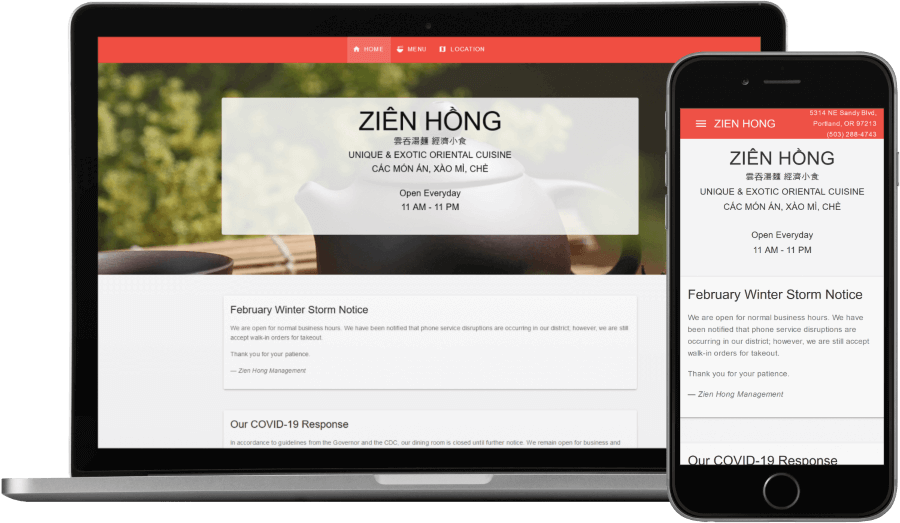 HOME MENU LOCATION
ZIÊN HỒNG
雲吞湯麵 經濟小食
UNIQUE & EXOTIC ORIENTAL CUISINE
CÁC MÓN ÁN, XÀO MÌ, CHÈ
Open Everyday
11 AM - 11 PM
February Winter Storm Notice
We are open for normal business hours. We have been notified that phone service disruptions are occurring in our district; however, we are still
accept walk-in orders for takeout.
Thank you for your patience.
— Zien Hong Management
Our COVID-19 Response
In accordance to guidelines from the Governor and the CDC, our dining room is closed until further notice. We remain open for business and
5314 NE Sandy Blvd,
ZIEN HONG
Portland, OR 97213
(503) 288-4743
ZIÊN HỒNG
雲吞湯麵 經濟小食
UNIQUE & EXOTIC ORIENTAL CUISINE
CÁC MÓN ÁN, XÀO MÌ, CHÈ
Open Everyday
11 AM - 11 PM
February Winter Storm Notice
We are open for normal business hours. We have
been notified that phone service disruptions are
occurring in our district; however, we are still accept
walk-in orders for takeout.
Thank you for your patience.
— Zien Hong Management
Our COVID-19 Response